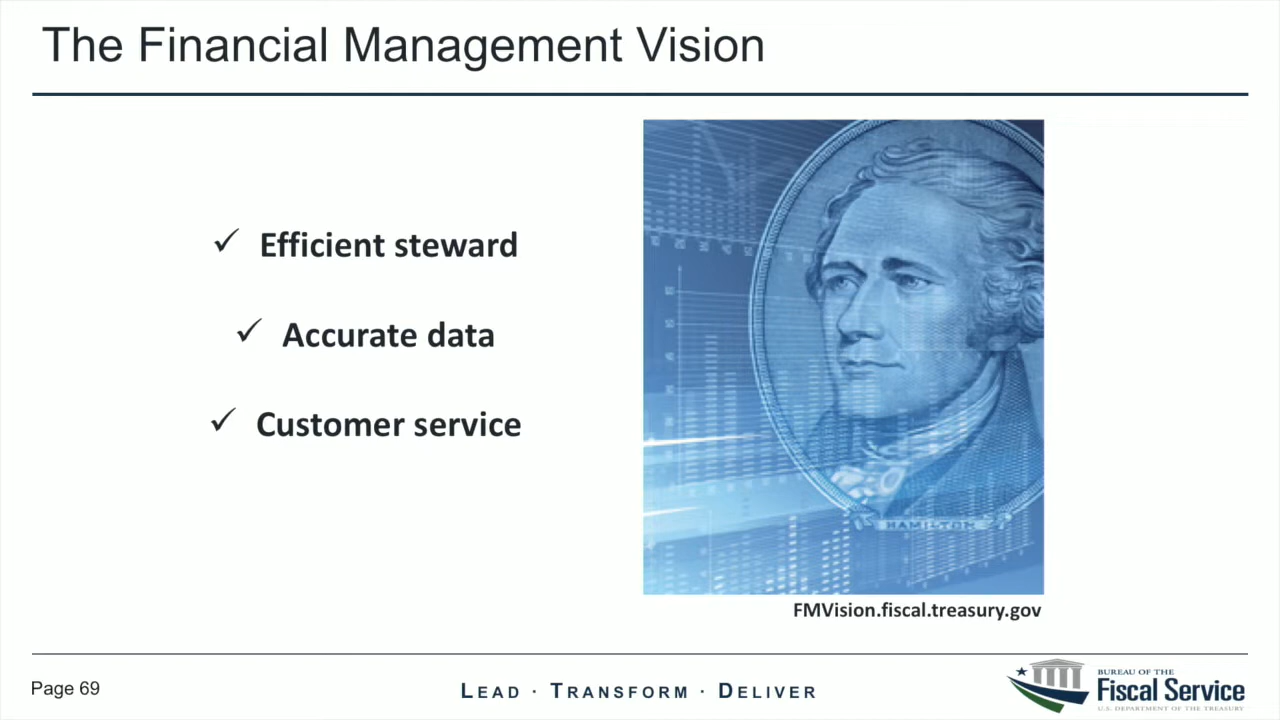 The Financial Management Vision
✓ Efficient steward
✓ Accurate data
✓ Customer service
HAMILTON
FMVision.fiscal.treasury.gov
Page 69
LEAD · TRANSFORM · DELIVER
BUREAU OF THE
Fiscal Service
U.S. DEPARTMENT OF THE TREASURY